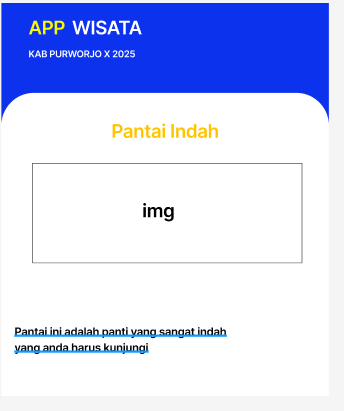 APP WISATA
KAB PURWORJO X 2025
Pantai Indah
img
Pantai ini adalah panti yang sangat indah
yang anda harus kunjungi